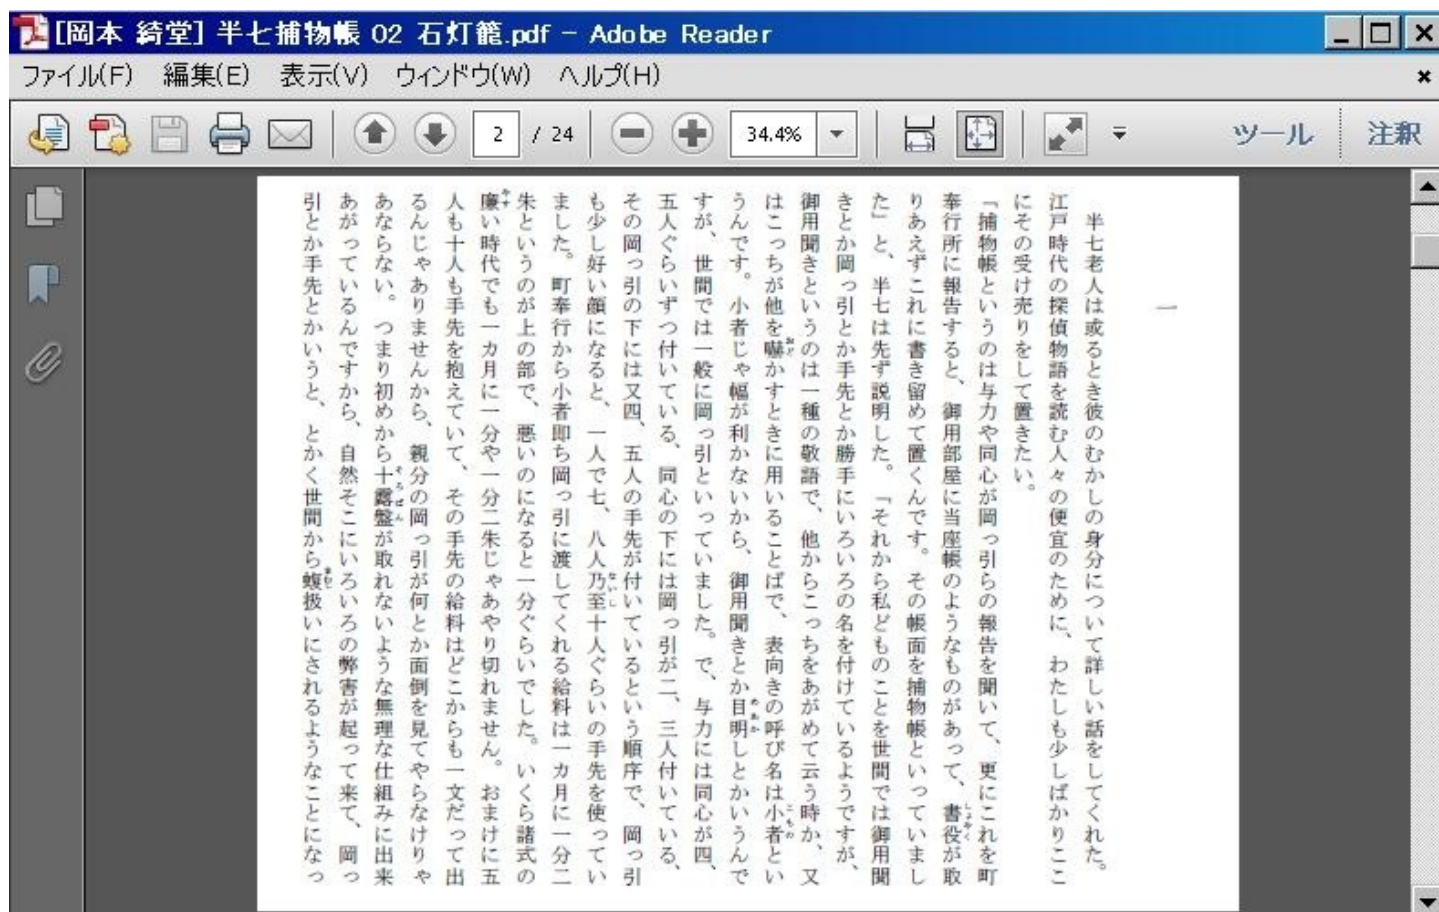 [岡本 綺堂] 半七捕物帳 02 石灯籠.pdf - Adobe Reader
ファイル(F) 編集(E) 表示(V) ウィンドウ(W) ヘルプ(H)
2 / 24 34.4% ツール 注釈
一
半七老人は或るとき彼のむかしの身分について詳しい話をしてくれた。
江戸時代の探偵物語を読む人々の便宜のために、わたしも少しばかりここ
にその受け売りをして置きたい。
「捕物帳というのは与力や同心が岡っ引らの報告を聞いて、更にこれを町
奉行所に報告すると、御用部屋に当座帳のようなものがあって、書役が取
りあえずこれに書き留めて置くんです。その帳面を捕物帳といっていまし
た」と、半七は先ず説明した。「それから私どものことを世間では御用聞
きとか岡っ引とか手先とか勝手にいろいろの名を付けているようですが、
御用聞きというのは一種の敬語で、他からこっちをあがめて云う時か、又
はこっちが他を嚇かすときに用いることばで、表向きの呼び名は小者とい
うんです。小者じゃ幅が利かないから、御用聞きとか目明しとかいうんで
すが、世間では一般に岡っ引といっていました。で、与力には同心が四、
五人ぐらいずつ付いている、同心の下には岡っ引が二、三人付いている、
その岡っ引の下には又四、五人の手先が付いているという順序で、岡っ引
も少し好い顔になると、一人で七、八人乃至十人ぐらいの手先を使ってい
ました。町奉行から小者即ち岡っ引に渡してくれる給料は一カ月に一分二
朱というのが上の部で、悪いのになると一分ぐらいでした。いくら諸式の
廉い時代でも一カ月に一分や一分二朱じゃあやり切れません。おまけに五
人も十人も手先を抱えていて、その手先の給料はどこからも一文だって出
るんじゃありませんから、親分の岡っ引が何とか面倒を見てやらなけりゃ
あならない。つまり初めから十露盤が取れないような無理な仕組みに出来
あがっているんですから、自然そこにいろいろの弊害が起って来て、岡っ
引とか手先とかいうと、とかく世間から蝮扱いにされるようなことになっ